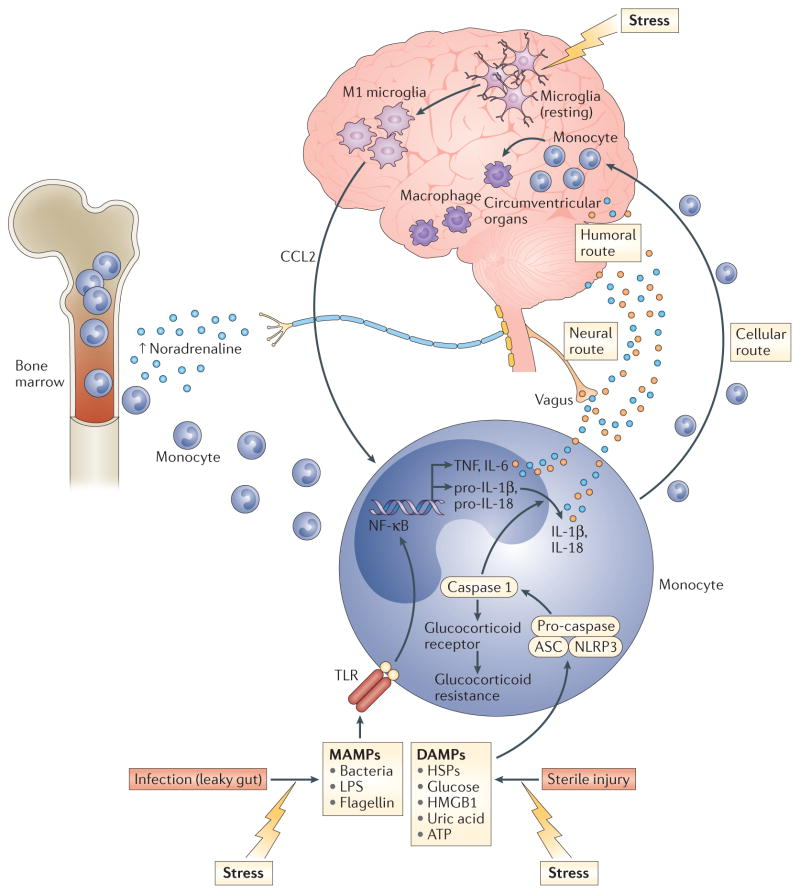 Stress
M1 microglia
Microglia
(resting)
Monocyte
Macrophage
Circumventricular
organs
Humoral
route
CCL2
Neural
route
Cellular
route
↑ Noradrenaline
Bone
marrow
Vagus
Monocyte
TNF, IL-6
pro-IL-1β,
pro-IL-18
NF-κB
IL-1β,
IL-18
Caspase 1
Monocyte
Glucocorticoid
receptor
Pro-caspase
ASC
NLRP3
Glucocorticoid
resistance
TLR
MAMPs
• Bacteria
• LPS
• Flagellin
DAMPs
• HSPs
• Glucose
• HMGB1
• Uric acid
• ATP
Infection (leaky gut)
Sterile injury
Stress
Stress